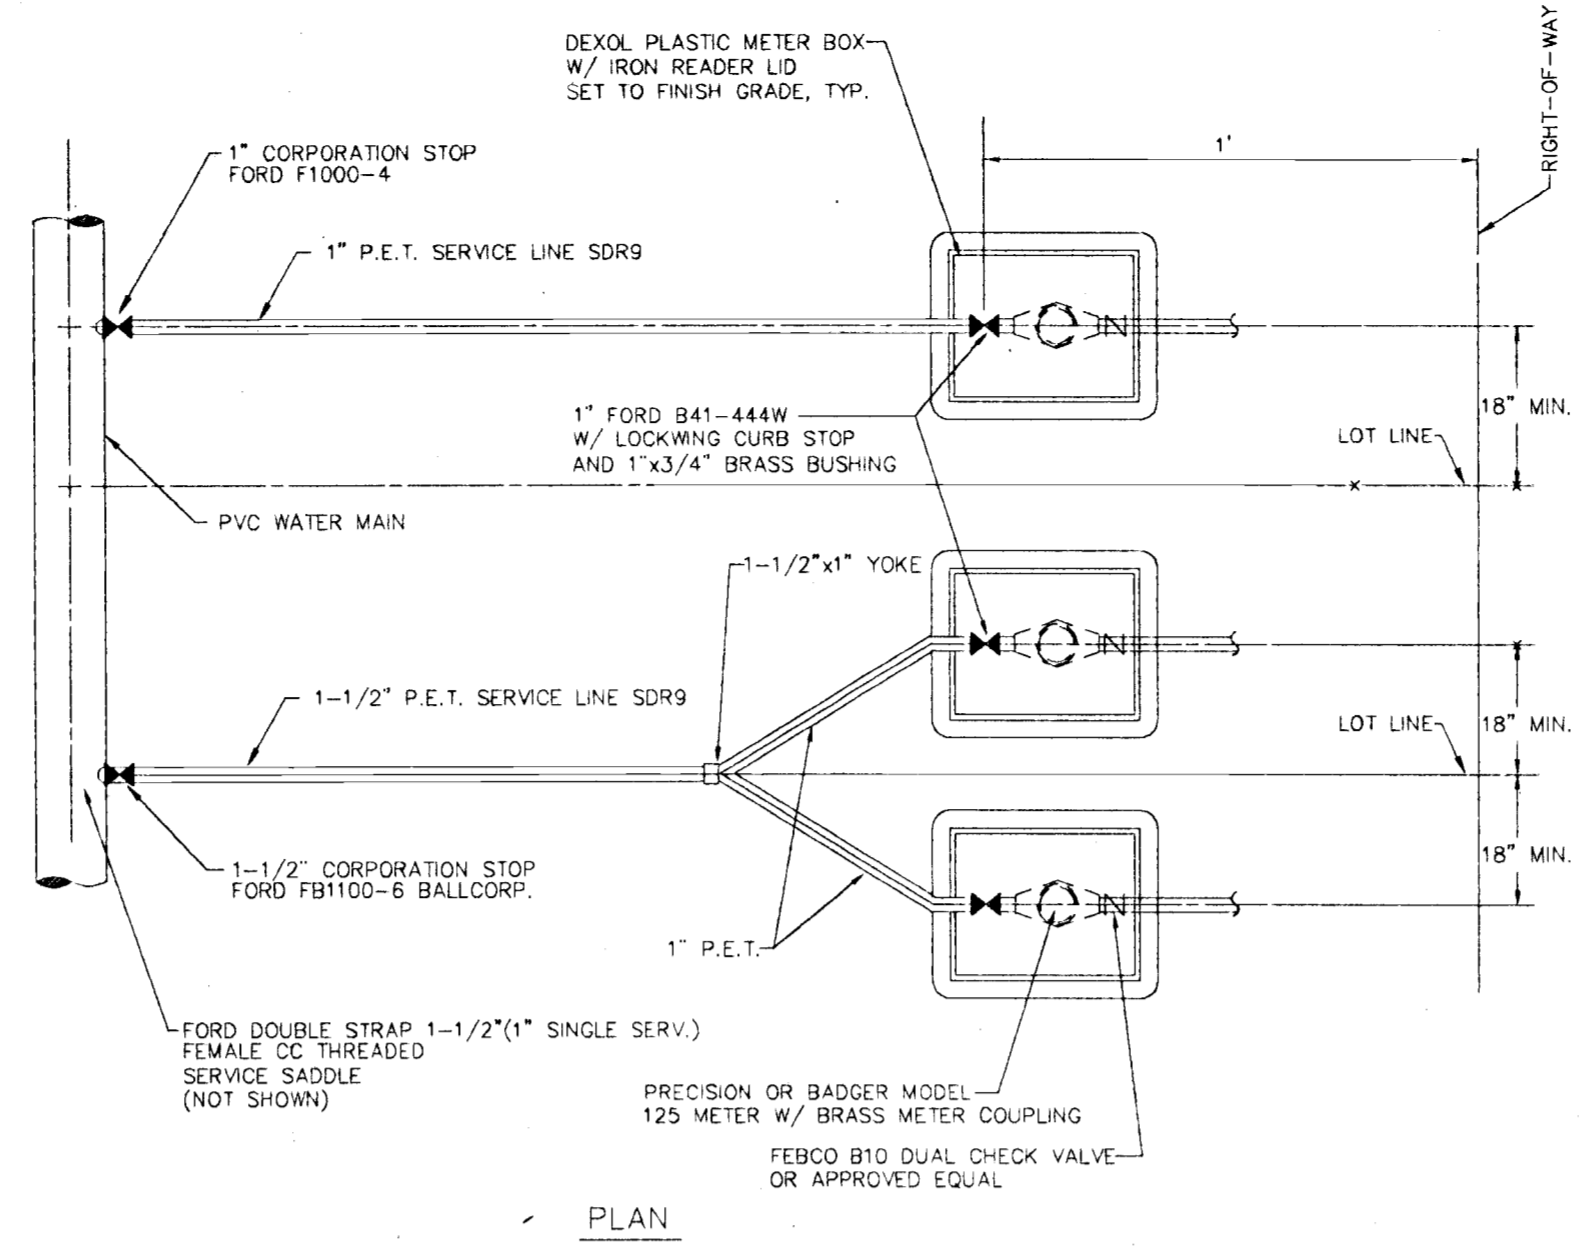 DEXOL PLASTIC METER BOX
W/ IRON READER LID
SET TO FINISH GRADE, TYP.
RIGHT-OF-WAY
1'
1" CORPORATION STOP
FORD F1000-4
1" P.E.T. SERVICE LINE SDR9
1" FORD B41-444W
W/ LOCKWING CURB STOP
AND 1"x3/4" BRASS BUSHING
18" MIN.
LOT LINE
PVC WATER MAIN
1-1/2"x1" YOKE
1-1/2" P.E.T. SERVICE LINE SDR9
LOT LINE
18" MIN.
18" MIN.
1-1/2" CORPORATION STOP
FORD FB1100-6 BALLCORP.
1" P.E.T.
FORD DOUBLE STRAP 1-1/2"(1" SINGLE SERV.)
FEMALE CC THREADED
SERVICE SADDLE
(NOT SHOWN)
PRECISION OR BADGER MODEL
125 METER W/ BRASS METER COUPLING
FEBCO B10 DUAL CHECK VALVE
OR APPROVED EQUAL
PLAN